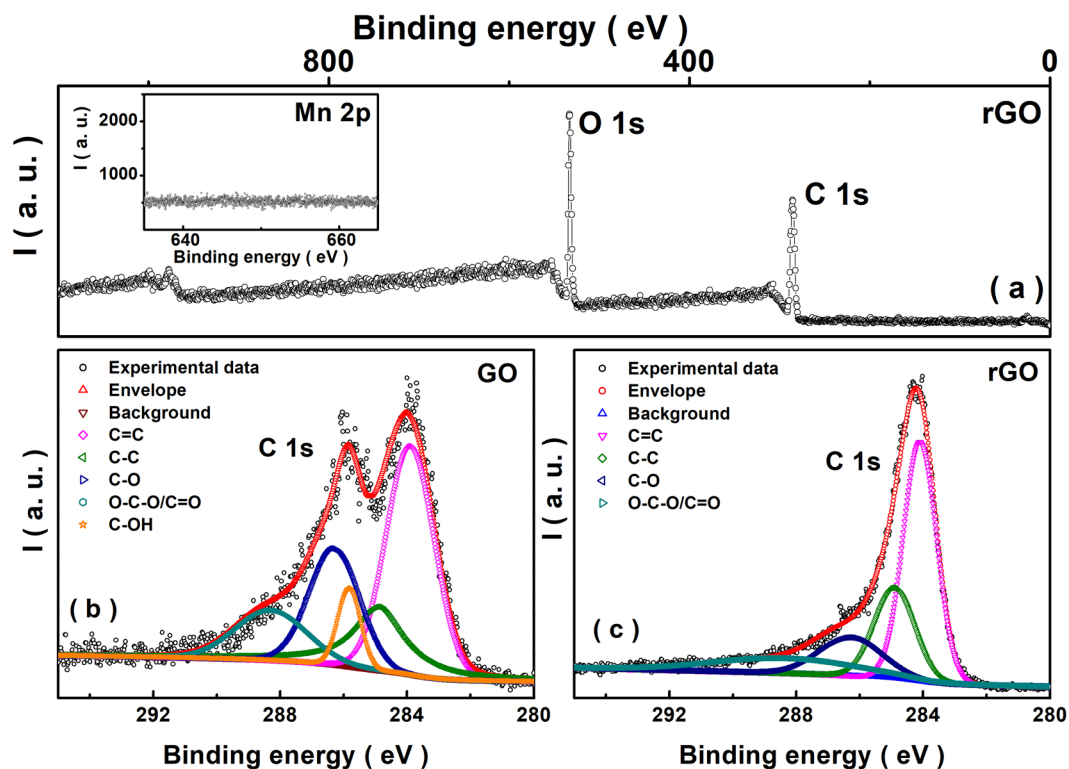 Binding energy ( eV )
800 400 0
I ( a. u. )
Mn 2p
I ( a. u. )
2000
1000
640 660
Binding energy ( eV )
O 1s
C 1s
rGO
( a )
I ( a. u. )
Experimental data
Envelope
Background
C=C
C-C
C-O
O-C-O/C=O
C-OH
GO
C 1s
( b )
292 288 284 280
Binding energy ( eV )
I ( a. u. )
Experimental data
Envelope
Background
C=C
C-C
C-O
O-C-O/C=O
rGO
C 1s
( c )
292 288 284 280
Binding energy ( eV )